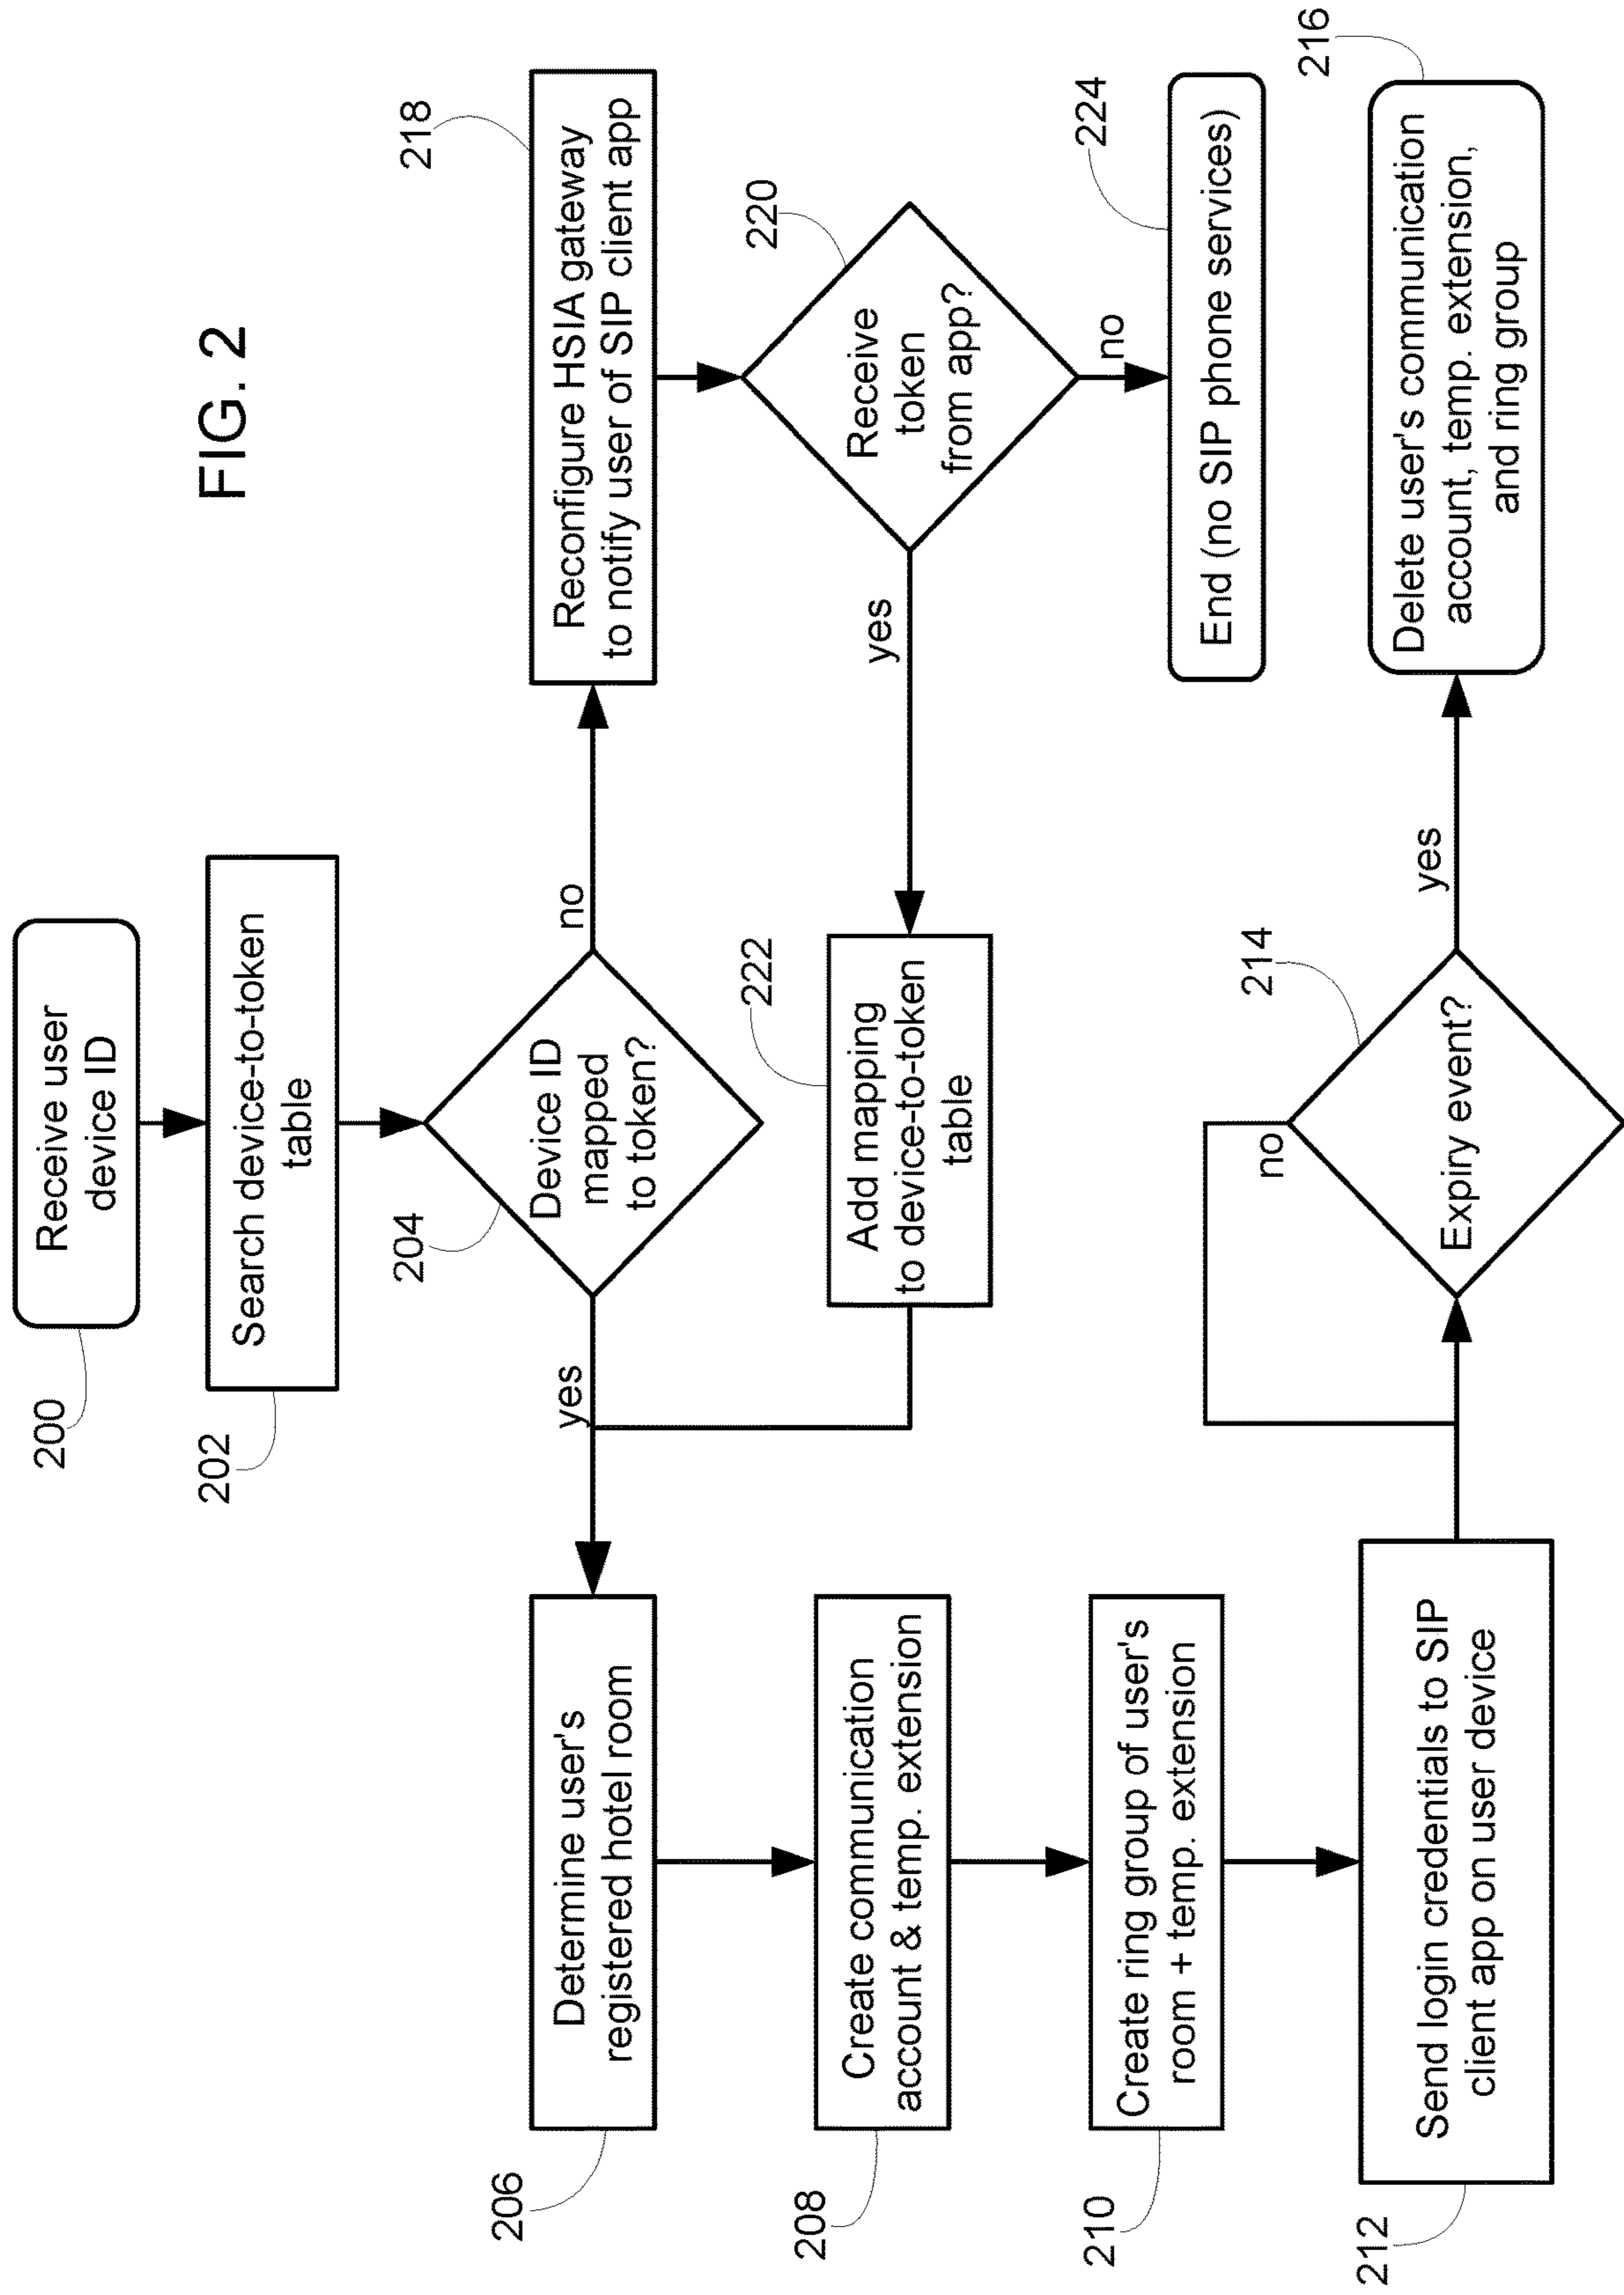 FIG. 2
Receive user
device ID
200
Search device-to-token
table
202
Device ID
mapped
to token?
204
yes
no
Determine user's
registered hotel room
206
Create communication
account & temp. extension
208
Create ring group of user's
room + temp. extension
210
Send login credentials to SIP
client app on user device
212
Expiry event?
214
no
yes
Delete user's communication
account, temp. extension,
and ring group
216
Reconfigure HSIA gateway
to notify user of SIP client app
218
Receive
token
from app?
220
yes
no
Add mapping
to device-to-token
table
222
End (no SIP phone services)
224